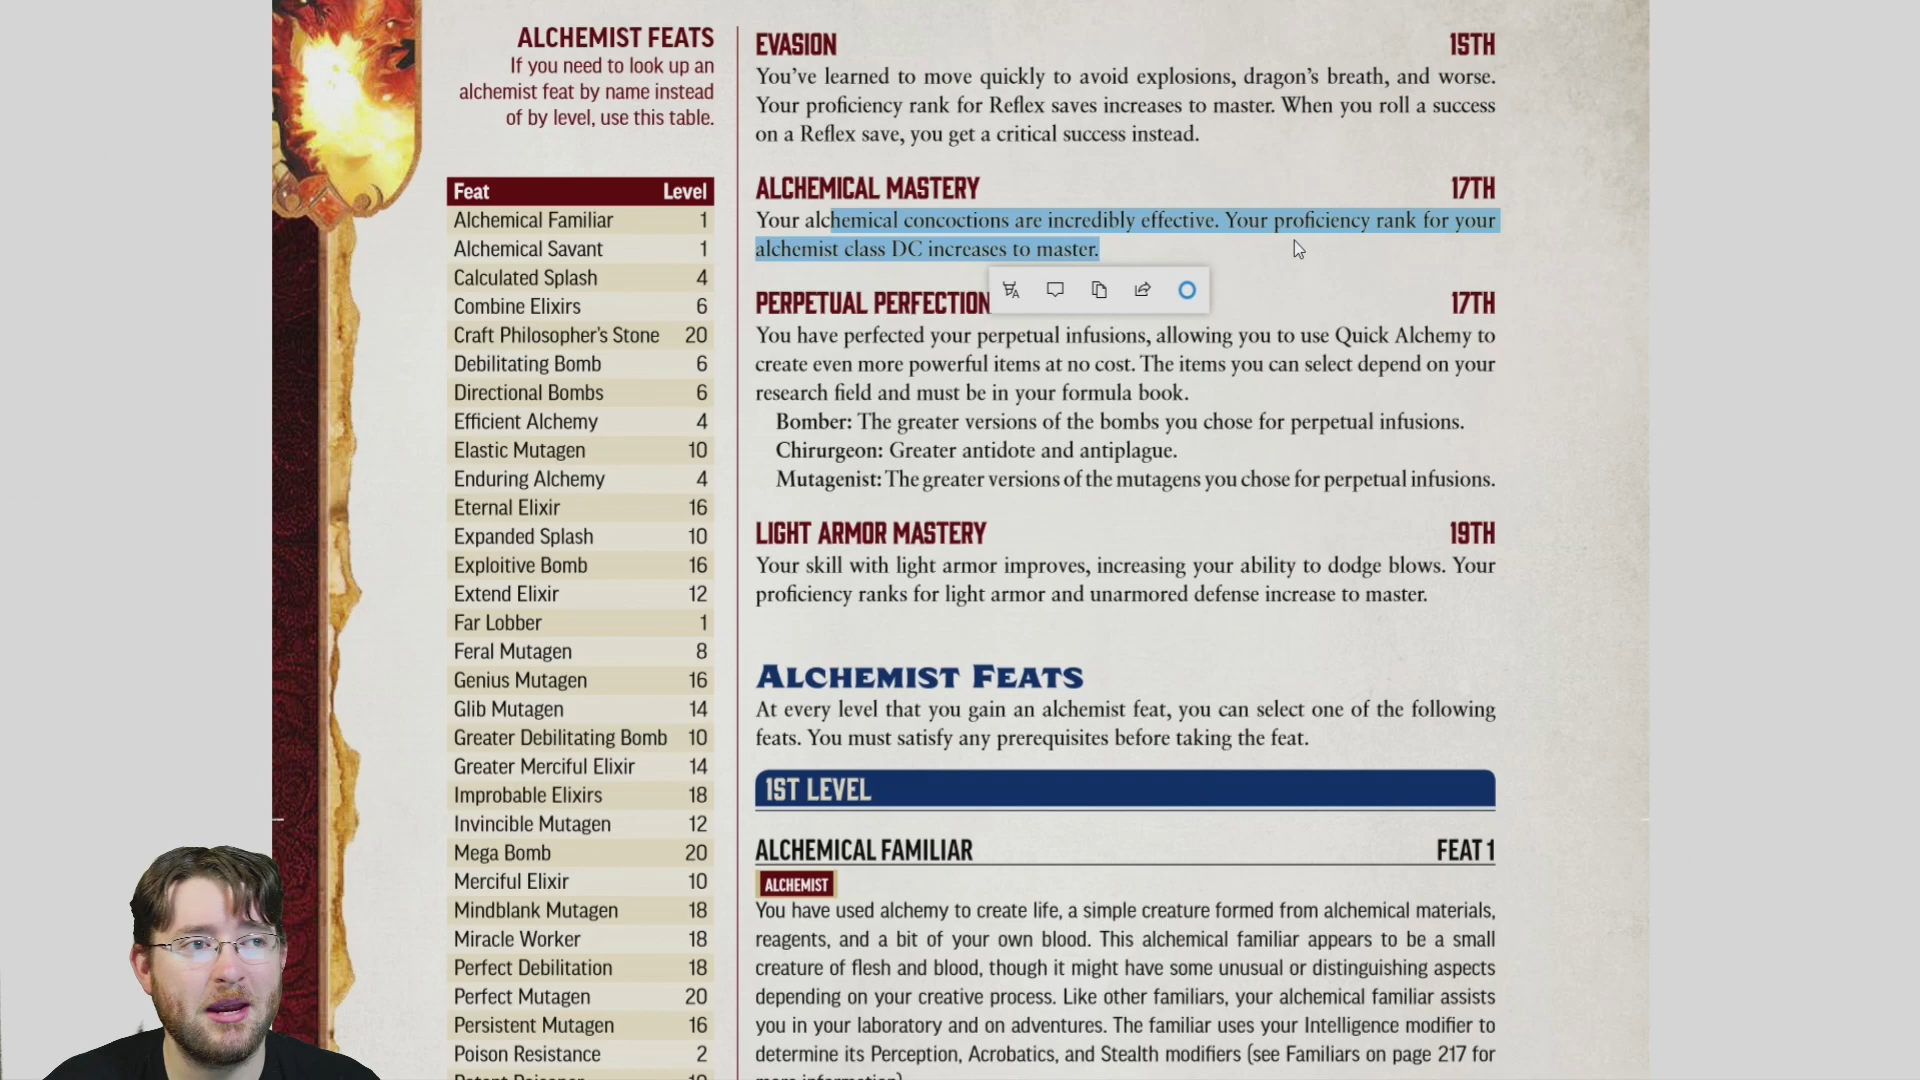 ALCHEMIST FEATS
If you need to look up an
alchemist feat by name instead
of by level, use this table.
Feat Level
Alchemical Familiar 1
Alchemical Savant 1
Calculated Splash 4
Combine Elixirs 6
Craft Philosopher's Stone 20
Debilitating Bomb 6
Directional Bombs 6
Efficient Alchemy 4
Elastic Mutagen 10
Enduring Alchemy 4
Eternal Elixir 16
Expanded Splash 10
Exploitive Bomb 16
Extend Elixir 12
Far Lobber 1
Feral Mutagen 8
Genius Mutagen 16
Glib Mutagen 14
Greater Debilitating Bomb 10
Greater Merciful Elixir 14
Improbable Elixirs 18
Invincible Mutagen 12
Mega Bomb 20
Merciful Elixir 10
Mindblank Mutagen 18
Miracle Worker 18
Perfect Debilitation 18
Perfect Mutagen 20
Persistent Mutagen 16
Poison Resistance 2
EVASION 15TH
You've learned to move quickly to avoid explosions, dragon's breath, and worse.
Your proficiency rank for Reflex saves increases to master. When you roll a success
on a Reflex save, you get a critical success instead.
ALCHEMICAL MASTERY 17TH
Your alchemical concoctions are incredibly effective. Your proficiency rank for your
alchemist class DC increases to master.
PERPETUAL PERFECTION 17TH
You have perfected your perpetual infusions, allowing you to use Quick Alchemy to
create even more powerful items at no cost. The items you can select depend on your
research field and must be in your formula book.
Bomber: The greater versions of the bombs you chose for perpetual infusions.
Chirurgeon: Greater antidote and antiplague.
Mutagenist: The greater versions of the mutagens you chose for perpetual infusions.
LIGHT ARMOR MASTERY 19TH
Your skill with light armor improves, increasing your ability to dodge blows. Your
proficiency ranks for light armor and unarmored defense increase to master.
ALCHEMIST FEATS
At every level that you gain an alchemist feat, you can select one of the following
feats. You must satisfy any prerequisites before taking the feat.
1ST LEVEL
ALCHEMICAL FAMILIAR FEAT 1
ALCHEMIST
You have used alchemy to create life, a simple creature formed from alchemical materials,
reagents, and a bit of your own blood. This alchemical familiar appears to be a small
creature of flesh and blood, though it might have some unusual or distinguishing aspects
depending on your creative process. Like other familiars, your alchemical familiar assists
you in your laboratory and on adventures. The familiar uses your Intelligence modifier to
determine its Perception, Acrobatics, and Stealth modifiers (see Familiars on page 217 for